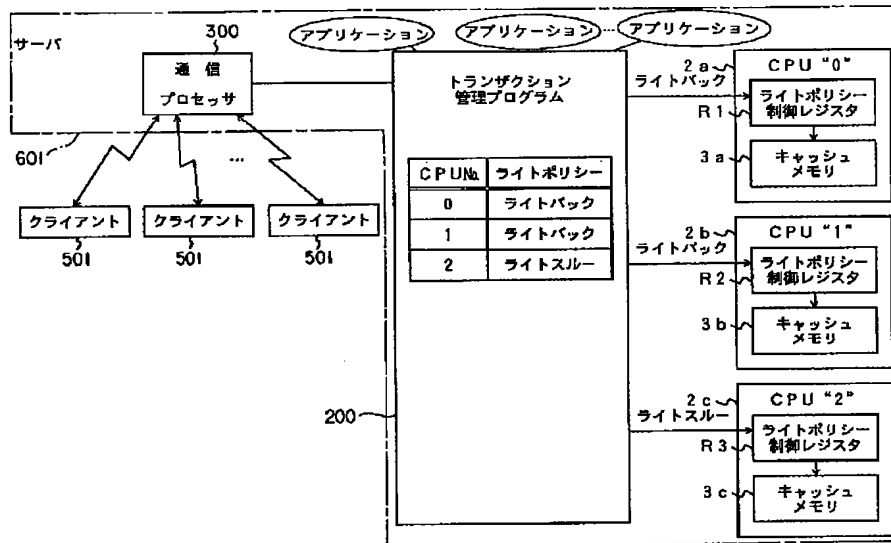 サーバ
300
通信
プロセッサ
アプリケーション
アプリケーション
…
アプリケーション
601
…
クライアント
クライアント
クライアント
501
501
501
トランザクション
管理プログラム
CPU№ ライトポリシー
0 ライトバック
1 ライトバック
2 ライトスルー
200
2a
ライトバック
CPU "0"
ライトポリシー
制御レジスタ
R1
3a
キャッシュ
メモリ
2b
ライトバック
CPU "1"
ライトポリシー
制御レジスタ
R2
3b
キャッシュ
メモリ
2c
ライトスルー
CPU "2"
ライトポリシー
制御レジスタ
R3
3c
キャッシュ
メモリ